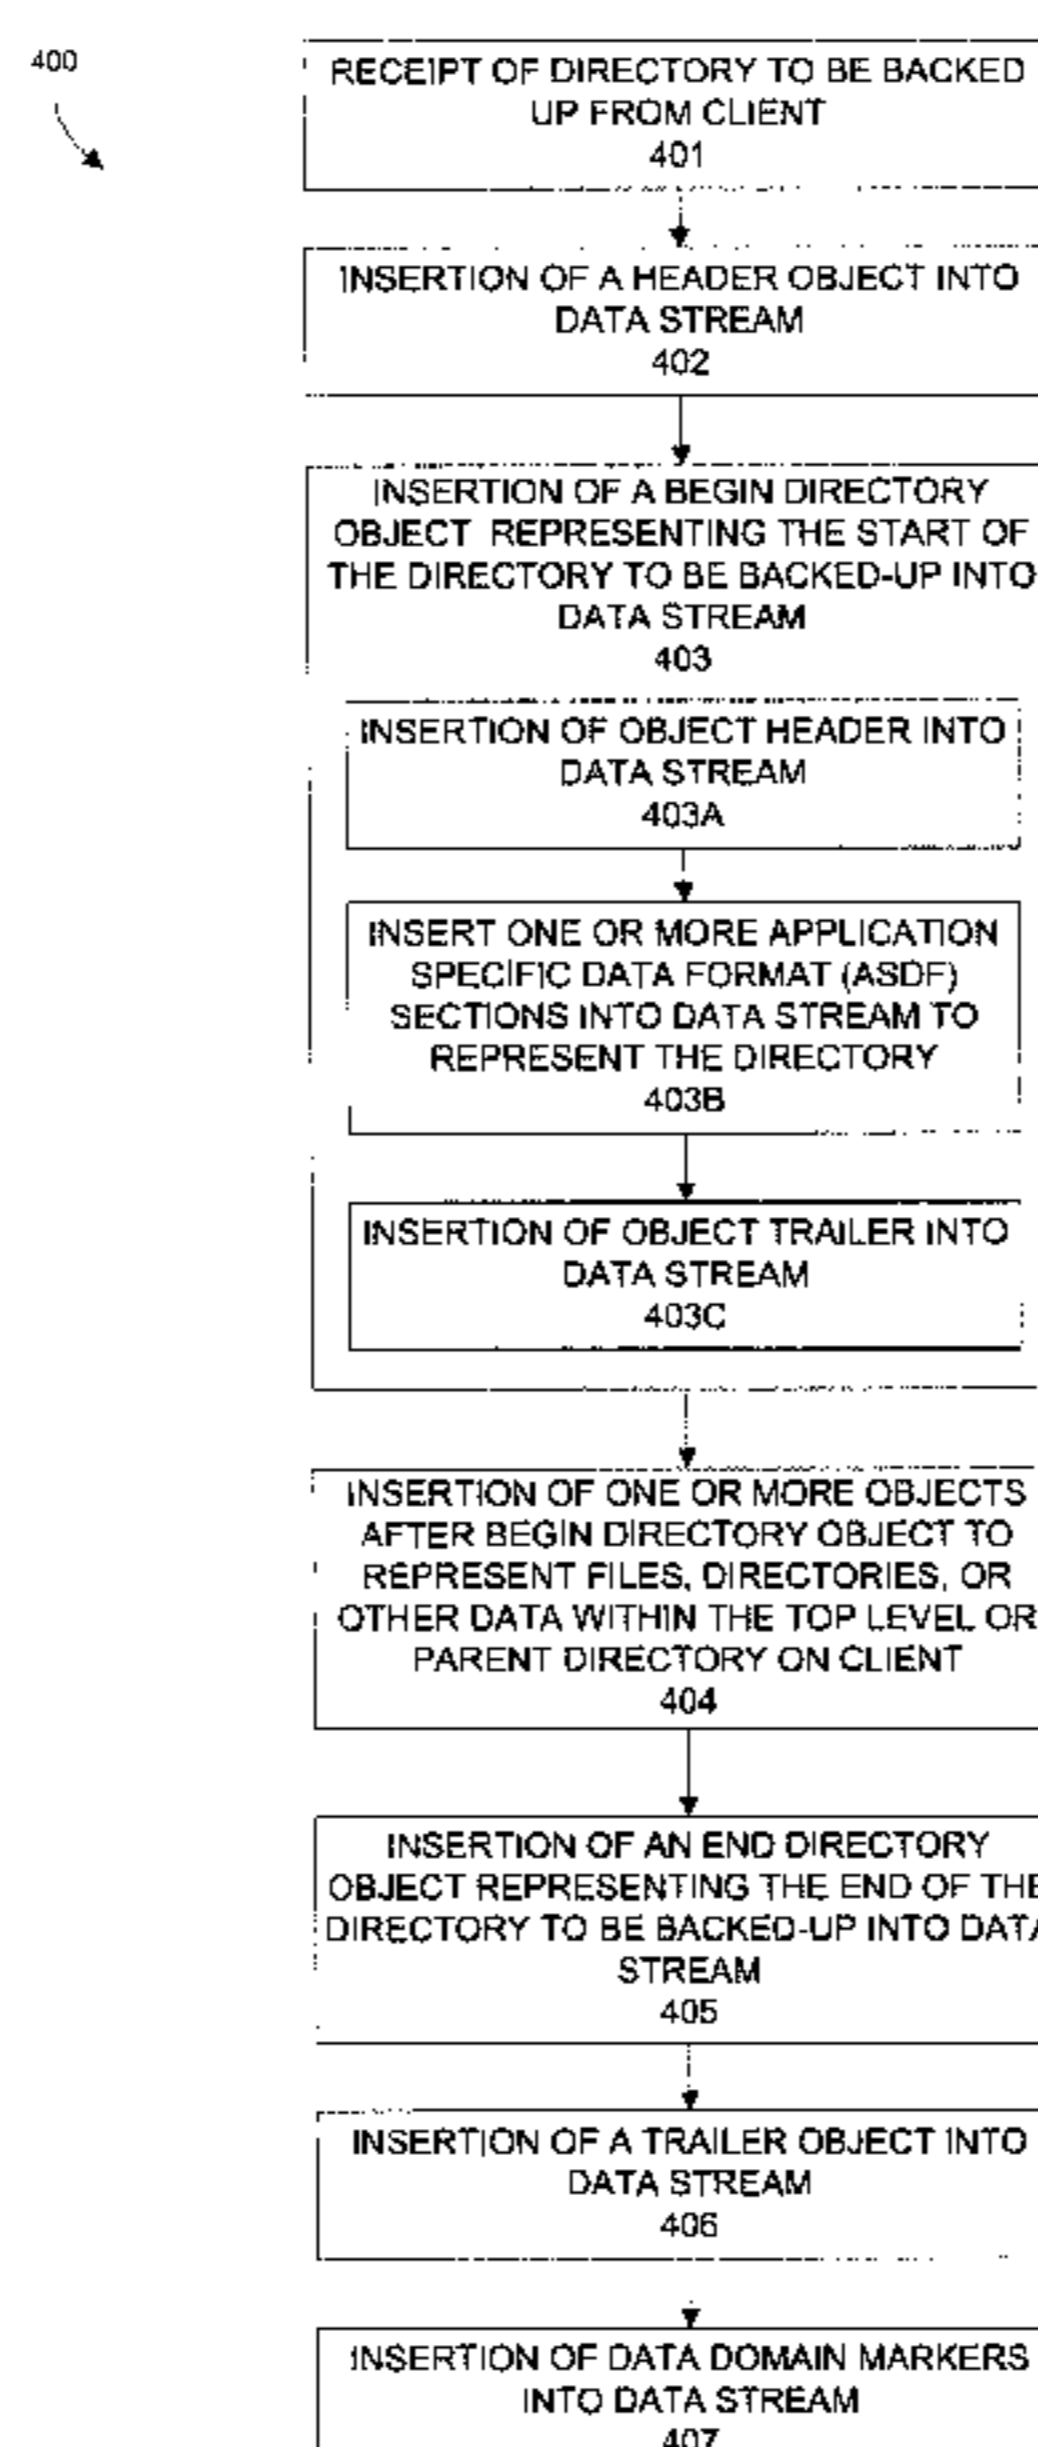 400
RECEIPT OF DIRECTORY TO BE BACKED
UP FROM CLIENT
401
INSERTION OF A HEADER OBJECT INTO
DATA STREAM
402
INSERTION OF A BEGIN DIRECTORY
OBJECT REPRESENTING THE START OF
THE DIRECTORY TO BE BACKED-UP INTO
DATA STREAM
403
INSERTION OF OBJECT HEADER INTO
DATA STREAM
403A
INSERT ONE OR MORE APPLICATION
SPECIFIC DATA FORMAT (ASDF)
SECTIONS INTO DATA STREAM TO
REPRESENT THE DIRECTORY
403B
INSERTION OF OBJECT TRAILER INTO
DATA STREAM
403C
INSERTION OF ONE OR MORE OBJECTS
AFTER BEGIN DIRECTORY OBJECT TO
REPRESENT FILES, DIRECTORIES, OR
OTHER DATA WITHIN THE TOP LEVEL OR
PARENT DIRECTORY ON CLIENT
404
INSERTION OF AN END DIRECTORY
OBJECT REPRESENTING THE END OF THE
DIRECTORY TO BE BACKED-UP INTO DATA
STREAM
405
INSERTION OF A TRAILER OBJECT INTO
DATA STREAM
406
INSERTION OF DATA DOMAIN MARKERS
INTO DATA STREAM
407